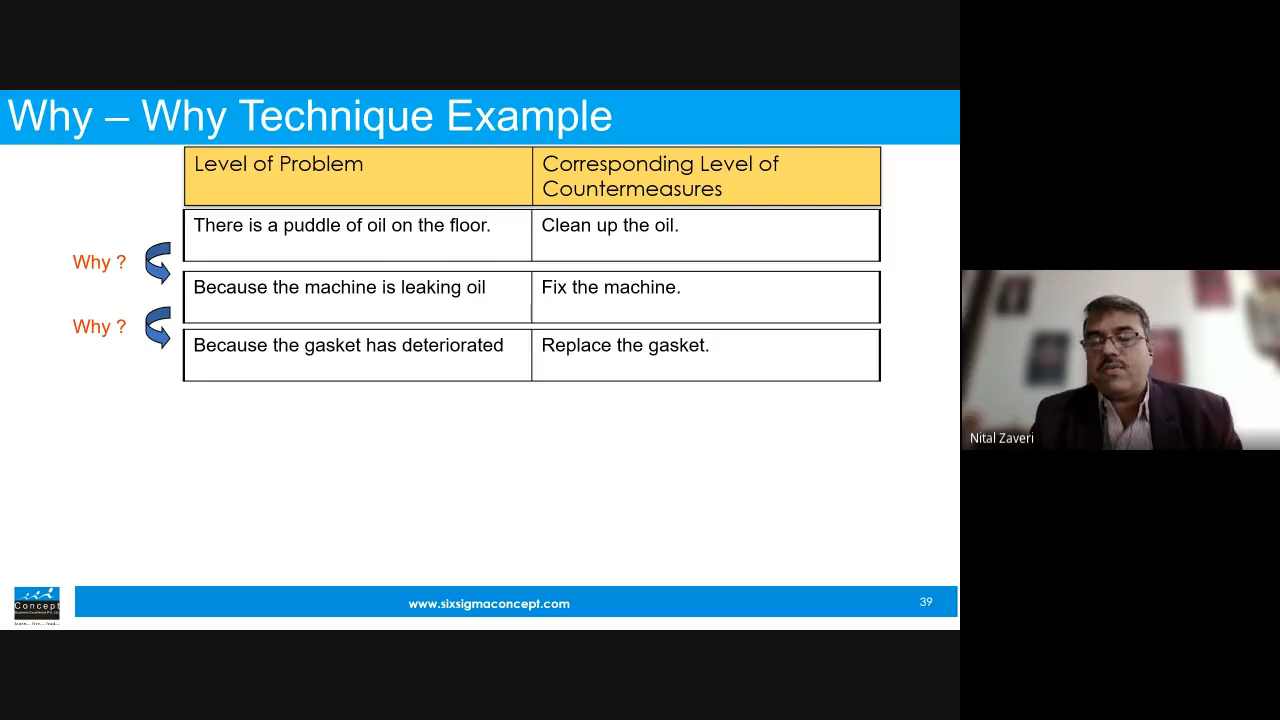 Why – Why Technique Example
Level of Problem
Corresponding Level of
Countermeasures
There is a puddle of oil on the floor.
Clean up the oil.
Why ?
Because the machine is leaking oil
Fix the machine.
Why ?
Because the gasket has deteriorated
Replace the gasket.
Nital Zaveri
Concept
www.sixsigmaconcept.com
39